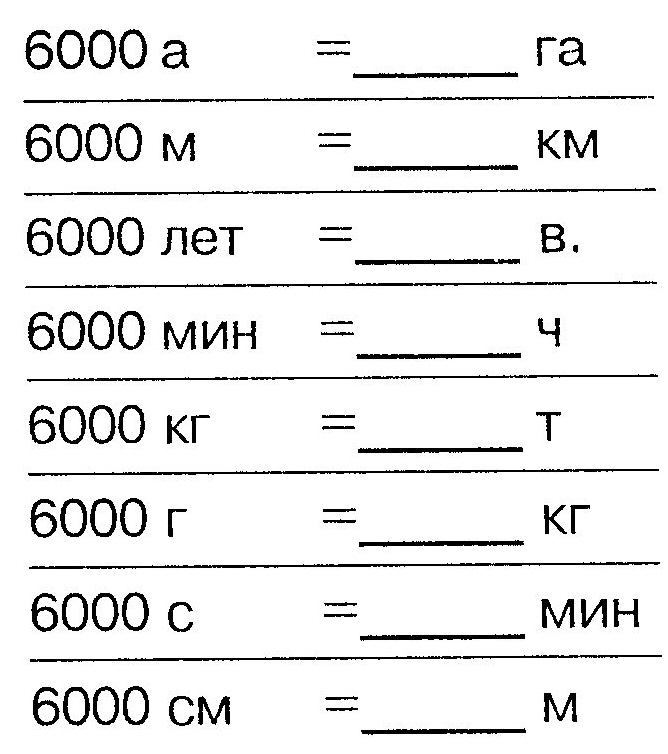 6000 а = ______ га
6000 м = ______ км
6000 лет = ______ в.
6000 мин = ______ ч
6000 кг = ______ т
6000 г = ______ кг
6000 с = ______ мин
6000 см = ______ м